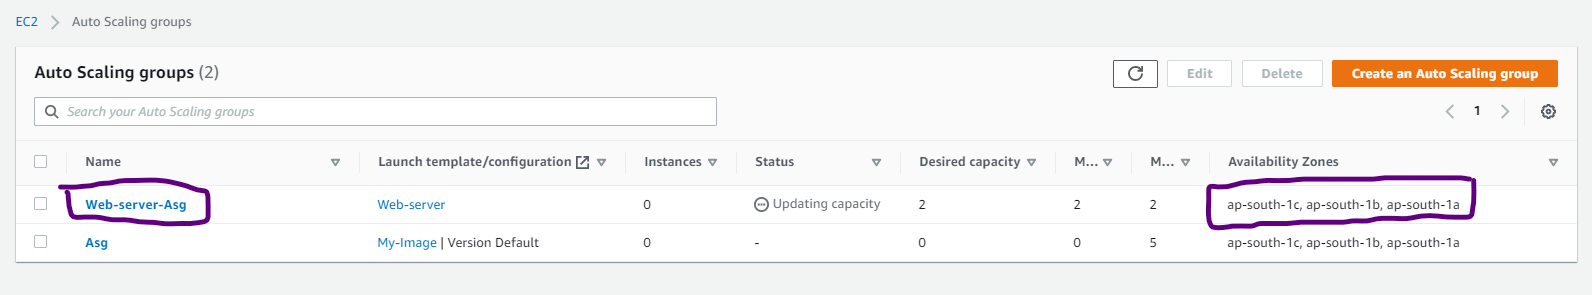 EC2 Auto Scaling groups
Auto Scaling groups (2) Edit Delete Create an Auto Scaling group
Search your Auto Scaling groups 1
Name Launch template/configuration Instances Status Desired capacity M... M... Availability Zones
Web-server-Asg Web-server 0 Updating capacity 2 2 2 ap-south-1c, ap-south-1b, ap-south-1a
Asg My-Image | Version Default 0 - 0 0 5 ap-south-1c, ap-south-1b, ap-south-1a